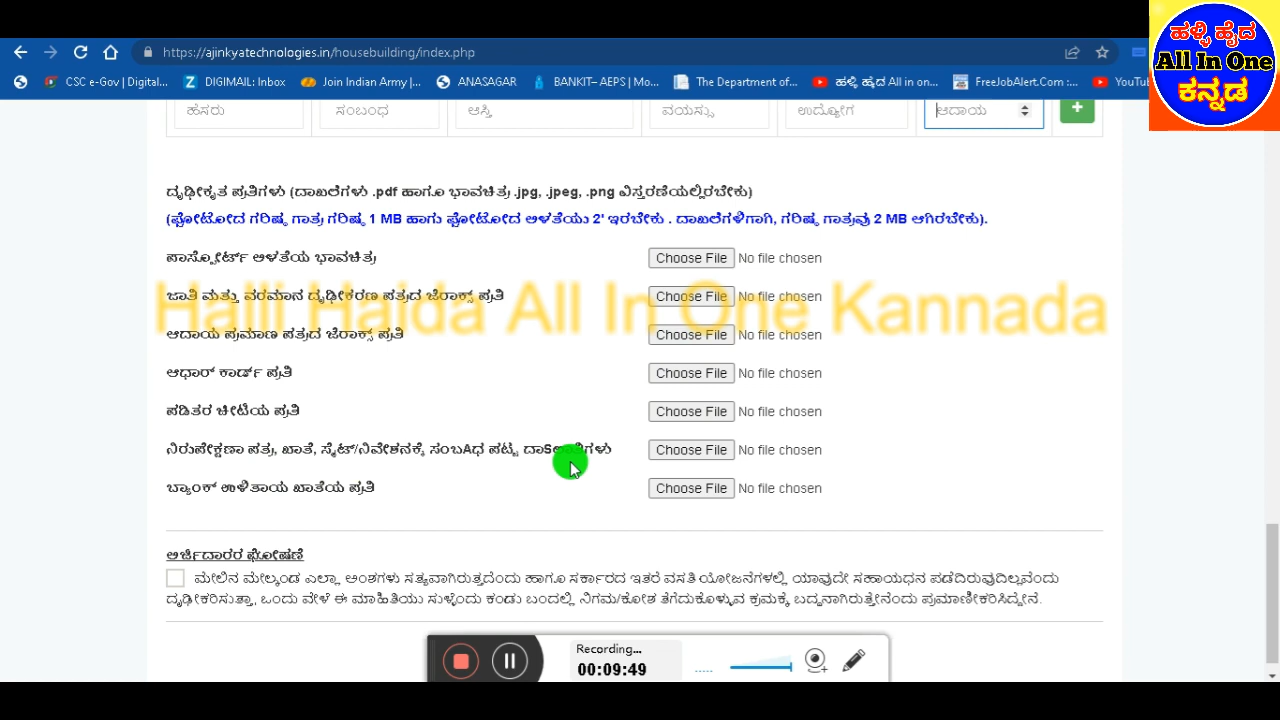 https://ajinkyatechnologies.in/housebuilding/index.php
CSC e-Gov | Digital... DIGIMAIL: Inbox Join Indian Army |... ANASAGAR BANKIT– AEPS | Mo... The Department of... ಹಳ್ಳಿ ಹೈದ All in on... FreeJobAlert.Com :... YouTu
ಹಳ್ಳಿ ಹೈದ
All In One
ಕನ್ನಡ
ಹೆಸರು ಸಂಬಂಧ ಆಸ್ತಿ ವಯಸ್ಸು ಉದ್ಯೋಗ ಆದಾಯ +
ದೃಢೀಕೃತ ಪ್ರತಿಗಳು (ದಾಖಲೆಗಳು .pdf ಹಾಗೂ ಭಾವಚಿತ್ರ .jpg, .jpeg, .png ವಿಸ್ತರಣೆಯಲ್ಲಿರಬೇಕು)
(ಫೋಟೋದ ಗರಿಷ್ಠ ಗಾತ್ರ ಗರಿಷ್ಠ 1 MB ಹಾಗು ಫೋಟೋದ ಅಳತೆಯು 2' ಇರಬೇಕು . ದಾಖಲೆಗಳಿಗಾಗಿ, ಗರಿಷ್ಠ ಗಾತ್ರವು 2 MB ಆಗಿರಬೇಕು).
ಪಾಸ್ಪೋರ್ಟ್ ಅಳತೆಯ ಭಾವಚಿತ್ರ Choose File No file chosen
ಜಾತಿ ಮತ್ತು ವರಮಾನ ದೃಢೀಕರಣ ಪತ್ರದ ಜೆರಾಕ್ಸ್ ಪ್ರತಿ Choose File No file chosen
Halli Haida All In One Kannada
ಆದಾಯ ಪ್ರಮಾಣ ಪತ್ರದ ಜೆರಾಕ್ಸ್ ಪ್ರತಿ Choose File No file chosen
ಆಧಾರ್ ಕಾರ್ಡ್ ಪ್ರತಿ Choose File No file chosen
ಪಡಿತರ ಚೀಟಿಯ ಪ್ರತಿ Choose File No file chosen
ನಿರುಪೇಕ್ಷಣಾ ಪತ್ರ, ಖಾತೆ, ಸೈಟ್/ನಿವೇಶನಕ್ಕೆ ಸಂಬAಧ ಪಟ್ಟ Choose File No file chosen
ಬ್ಯಾಂಕ್ ಉಳಿತಾಯ ಖಾತೆಯ ಪ್ರತಿ Choose File No file chosen
ಅರ್ಜಿದಾರರ ಘೋಷಣೆ
ಮೇಲಿನ ಮೇಲ್ಕಂಡ ಎಲ್ಲಾ ಅಂಶಗಳು ಸತ್ಯವಾಗಿರುತ್ತದೆಂದು ಹಾಗೂ ಸರ್ಕಾರದ ಇತರೆ ವಸತಿ ಯೋಜನೆಗಳಲ್ಲಿ ಯಾವುದೇ ಸಹಾಯಧನ ಪಡೆದಿರುವುದಿಲ್ಲವೆಂದು
ದೃಢೀಕರಿಸುತ್ತಾ, ಒಂದು ವೇಳೆ ಈ ಮಾಹಿತಿಯು ಸುಳ್ಳೆಂದು ಕಂಡು ಬಂದಲ್ಲಿ ನಿಗಮ/ಕೋಶ ತೆಗೆದುಕೊಳ್ಳುವ ಕ್ರಮಕ್ಕೆ ಬದ್ಧನಾಗಿರುತ್ತೇನೆಂದು ಪ್ರಮಾಣೀಕರಿಸಿದ್ದೇನೆ.
Recording...
00:09:49